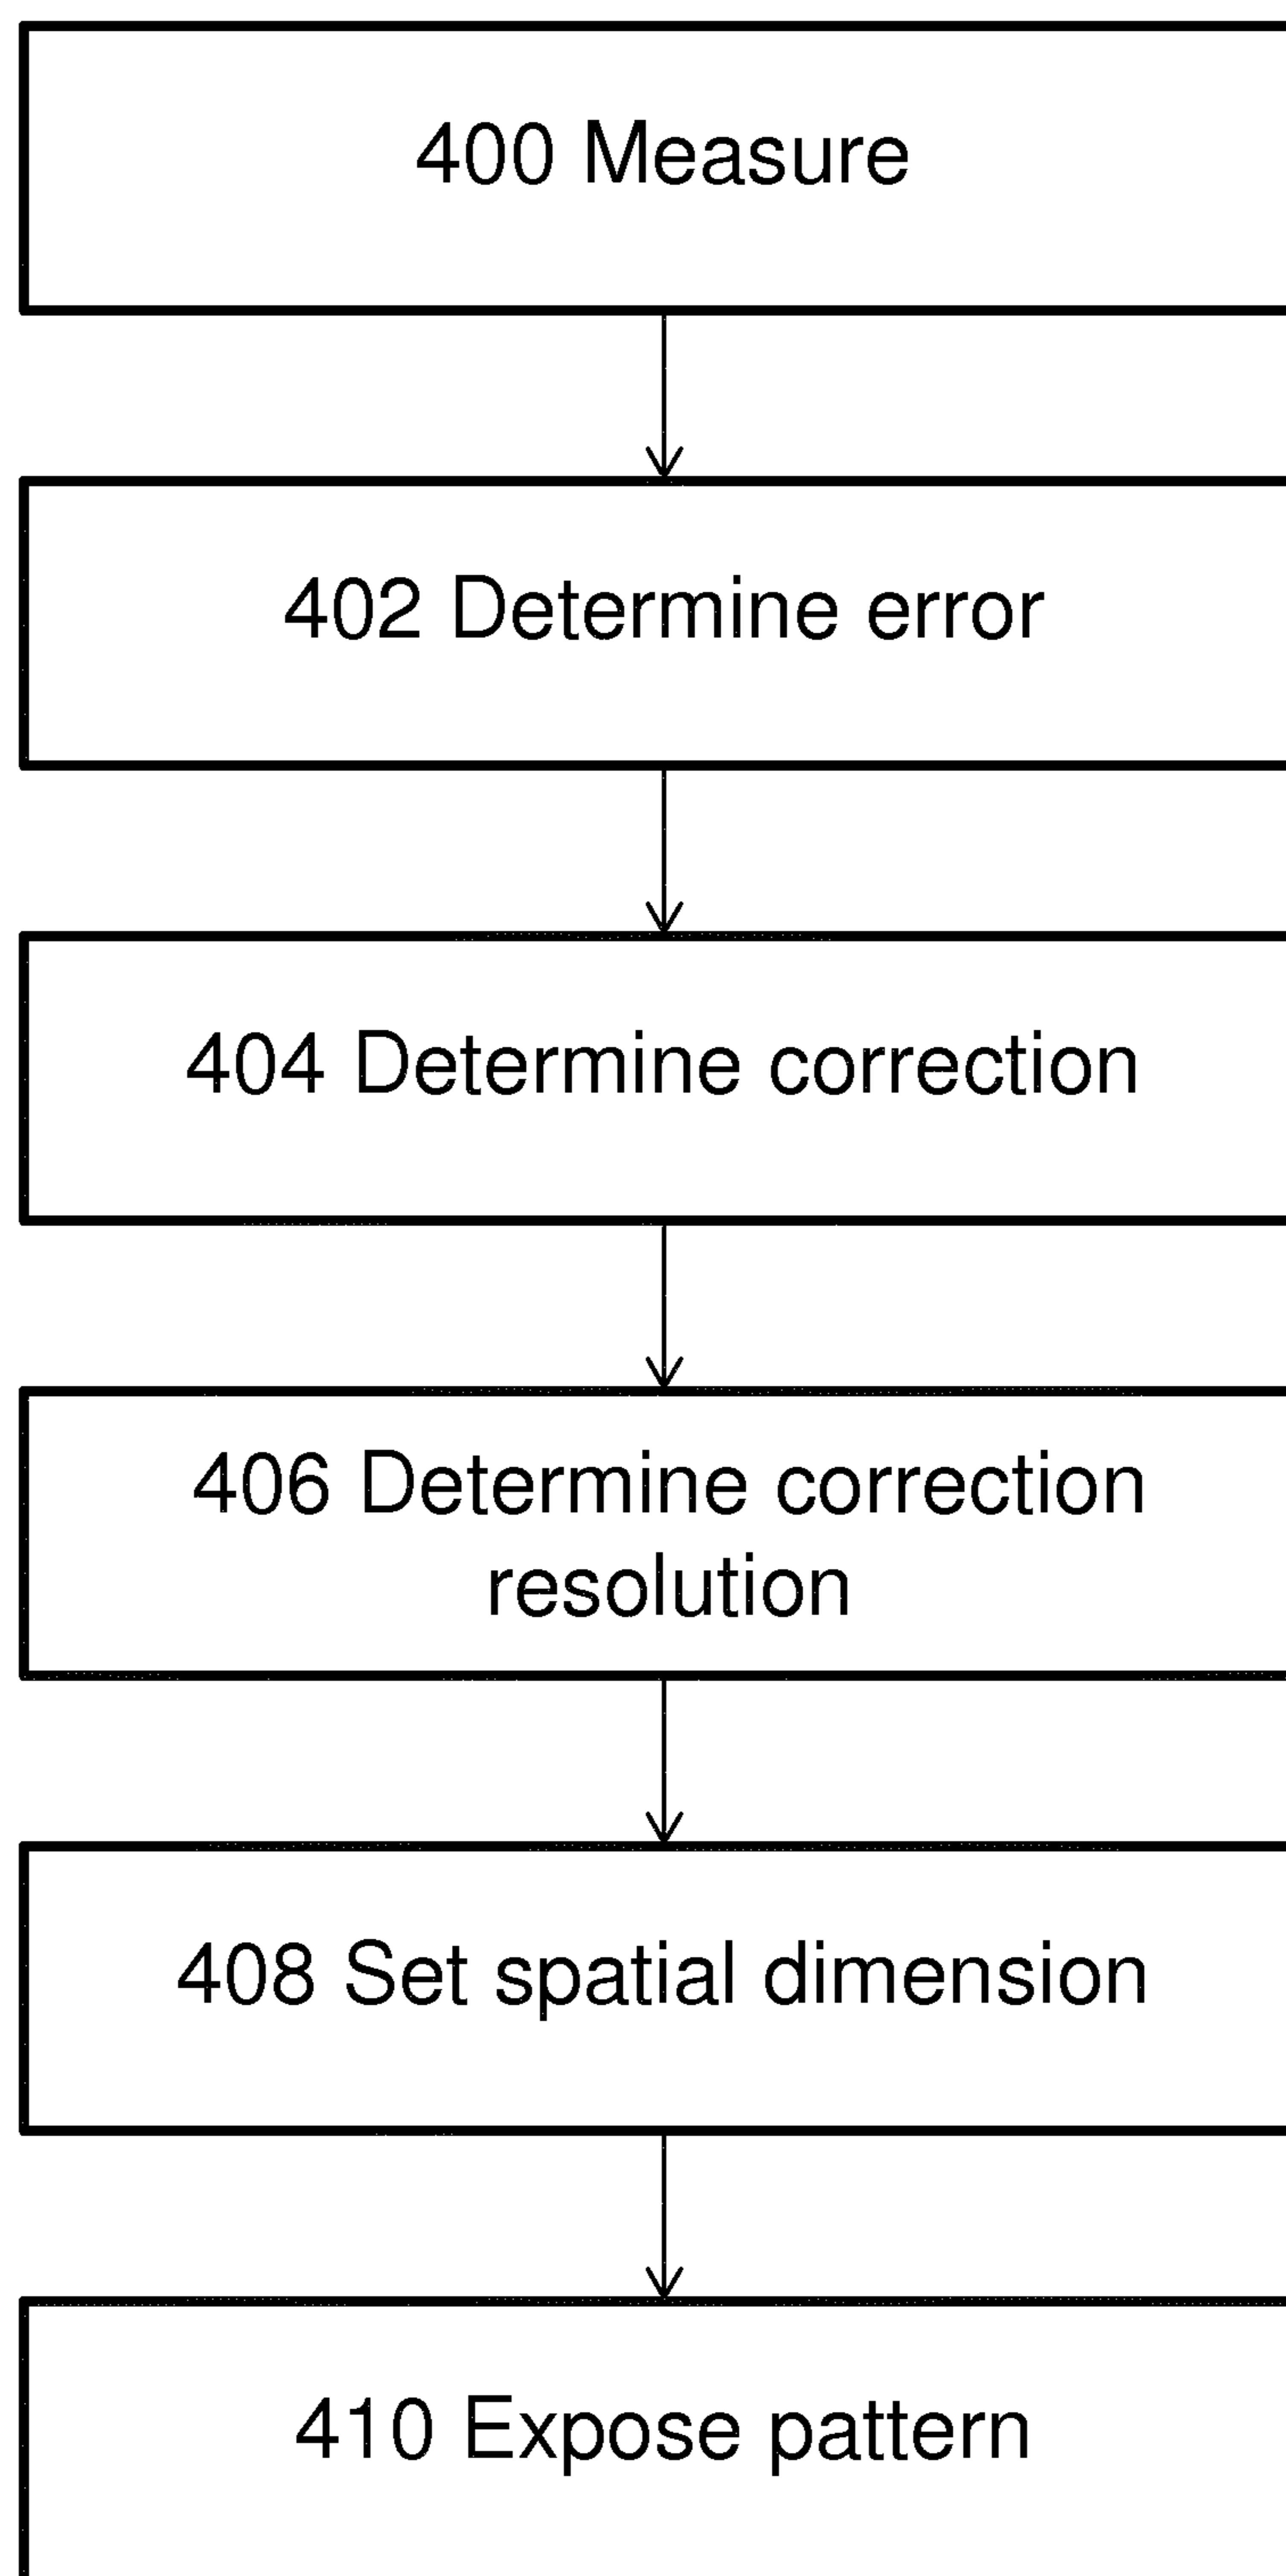 400 Measure
402 Determine error
404 Determine correction
406 Determine correction
resolution
408 Set spatial dimension
410 Expose pattern